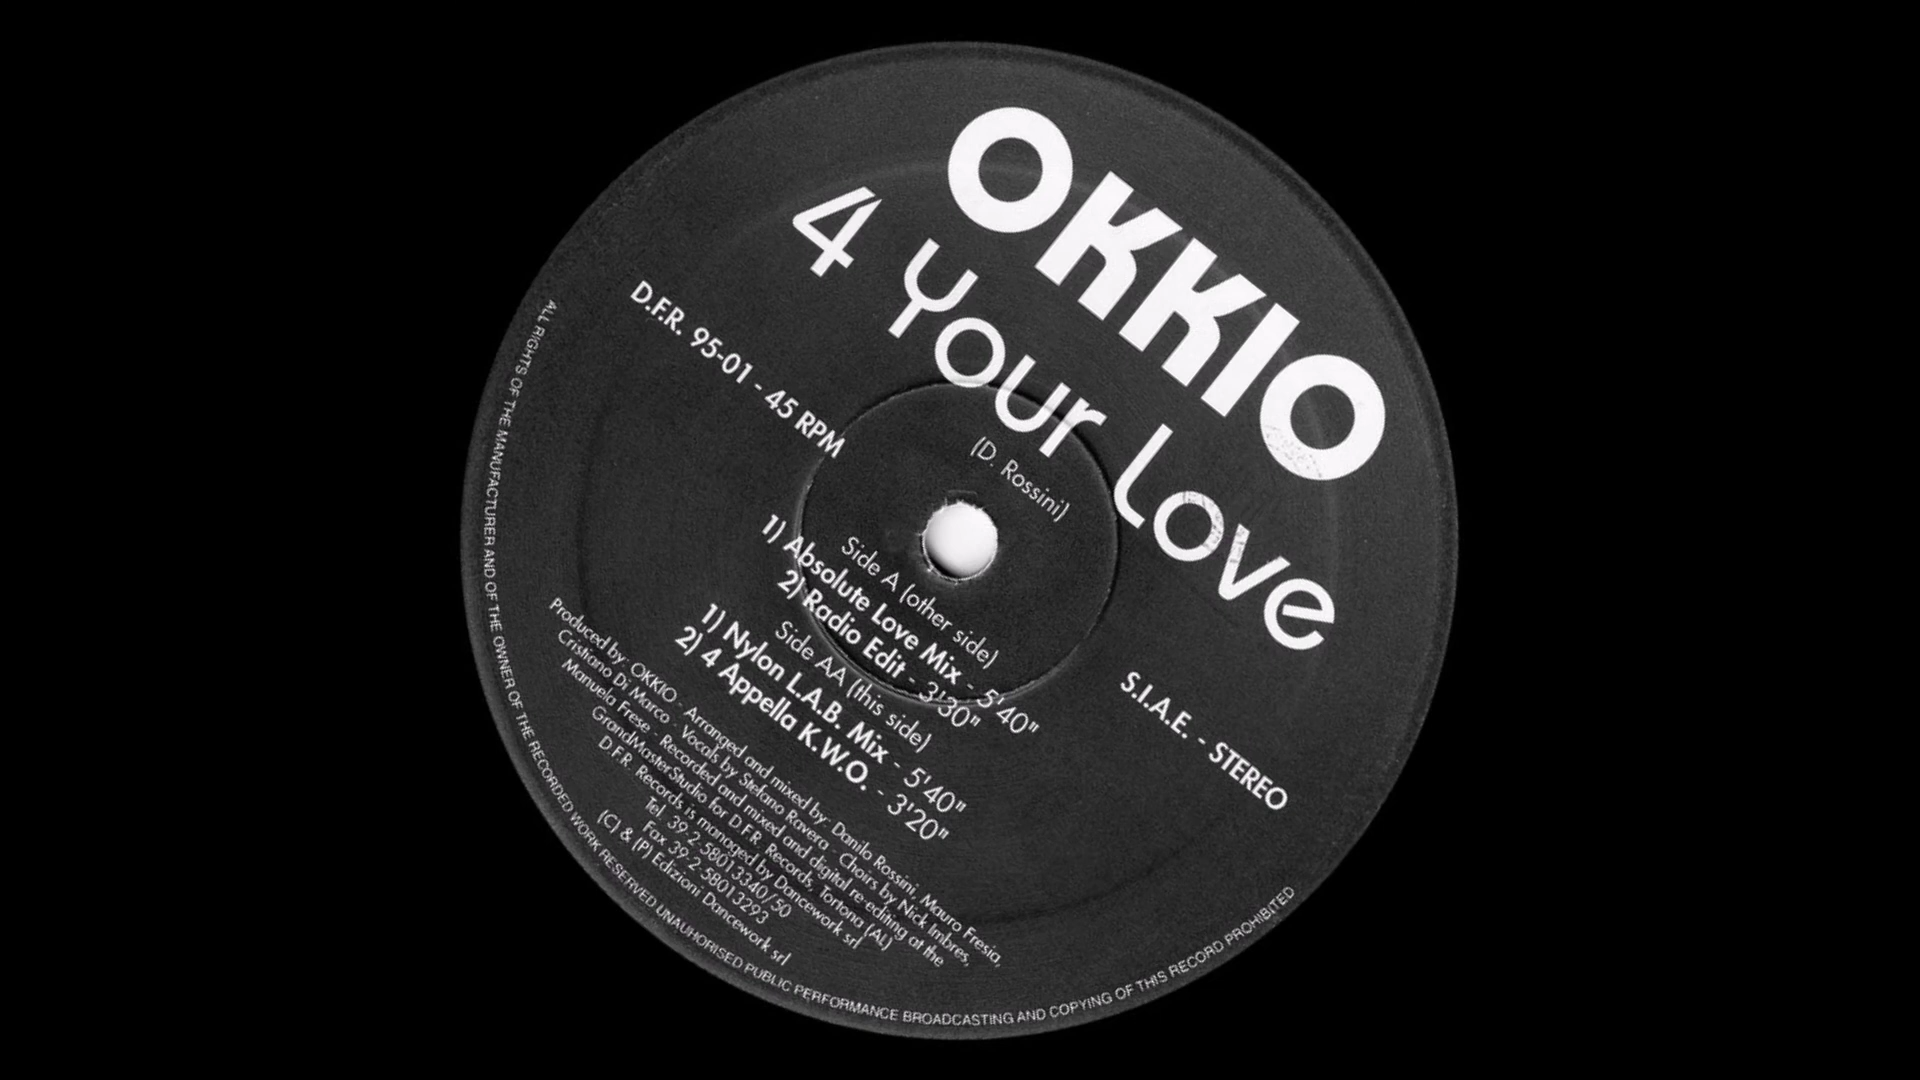 OKKIO
4 Your Love
(D. Rossini)
D.F.R. 95-01 - 45 RPM
S.I.A.E. - STEREO
Side A (other side)
1) Absolute Love Mix - 5'40"
2) Radio Edit - 3'30"
Side AA (this side)
1) Nylon L.A.B. Mix - 5'40"
2) 4 Appella K.W.O. - 3'20"
Produced by: OKKIO - Arranged and mixed by: Danilo Rossini, Mauro Fresia,
Cristiano Di Marco - Vocals by Stefano Ravera - Choirs by Nick Imbres,
Manuela Frese - Recorded and mixed and digital re-editing at the
GrandMasterStudio for D.F.R. Records, Tortona (AL)
D.F.R. Records is managed by Dancework srl
Tel. 39-2-58013340/50
Fax 39-2-58013293
(C) & (P) Edizioni Dancework srl
ALL RIGHTS OF THE MANUFACTURER AND OF THE OWNER OF THE RECORDED WORK RESERVED UNAUHORISED PUBLIC PERFORMANCE BROADCASTING AND COPYING OF THIS RECORD PROHIBITED